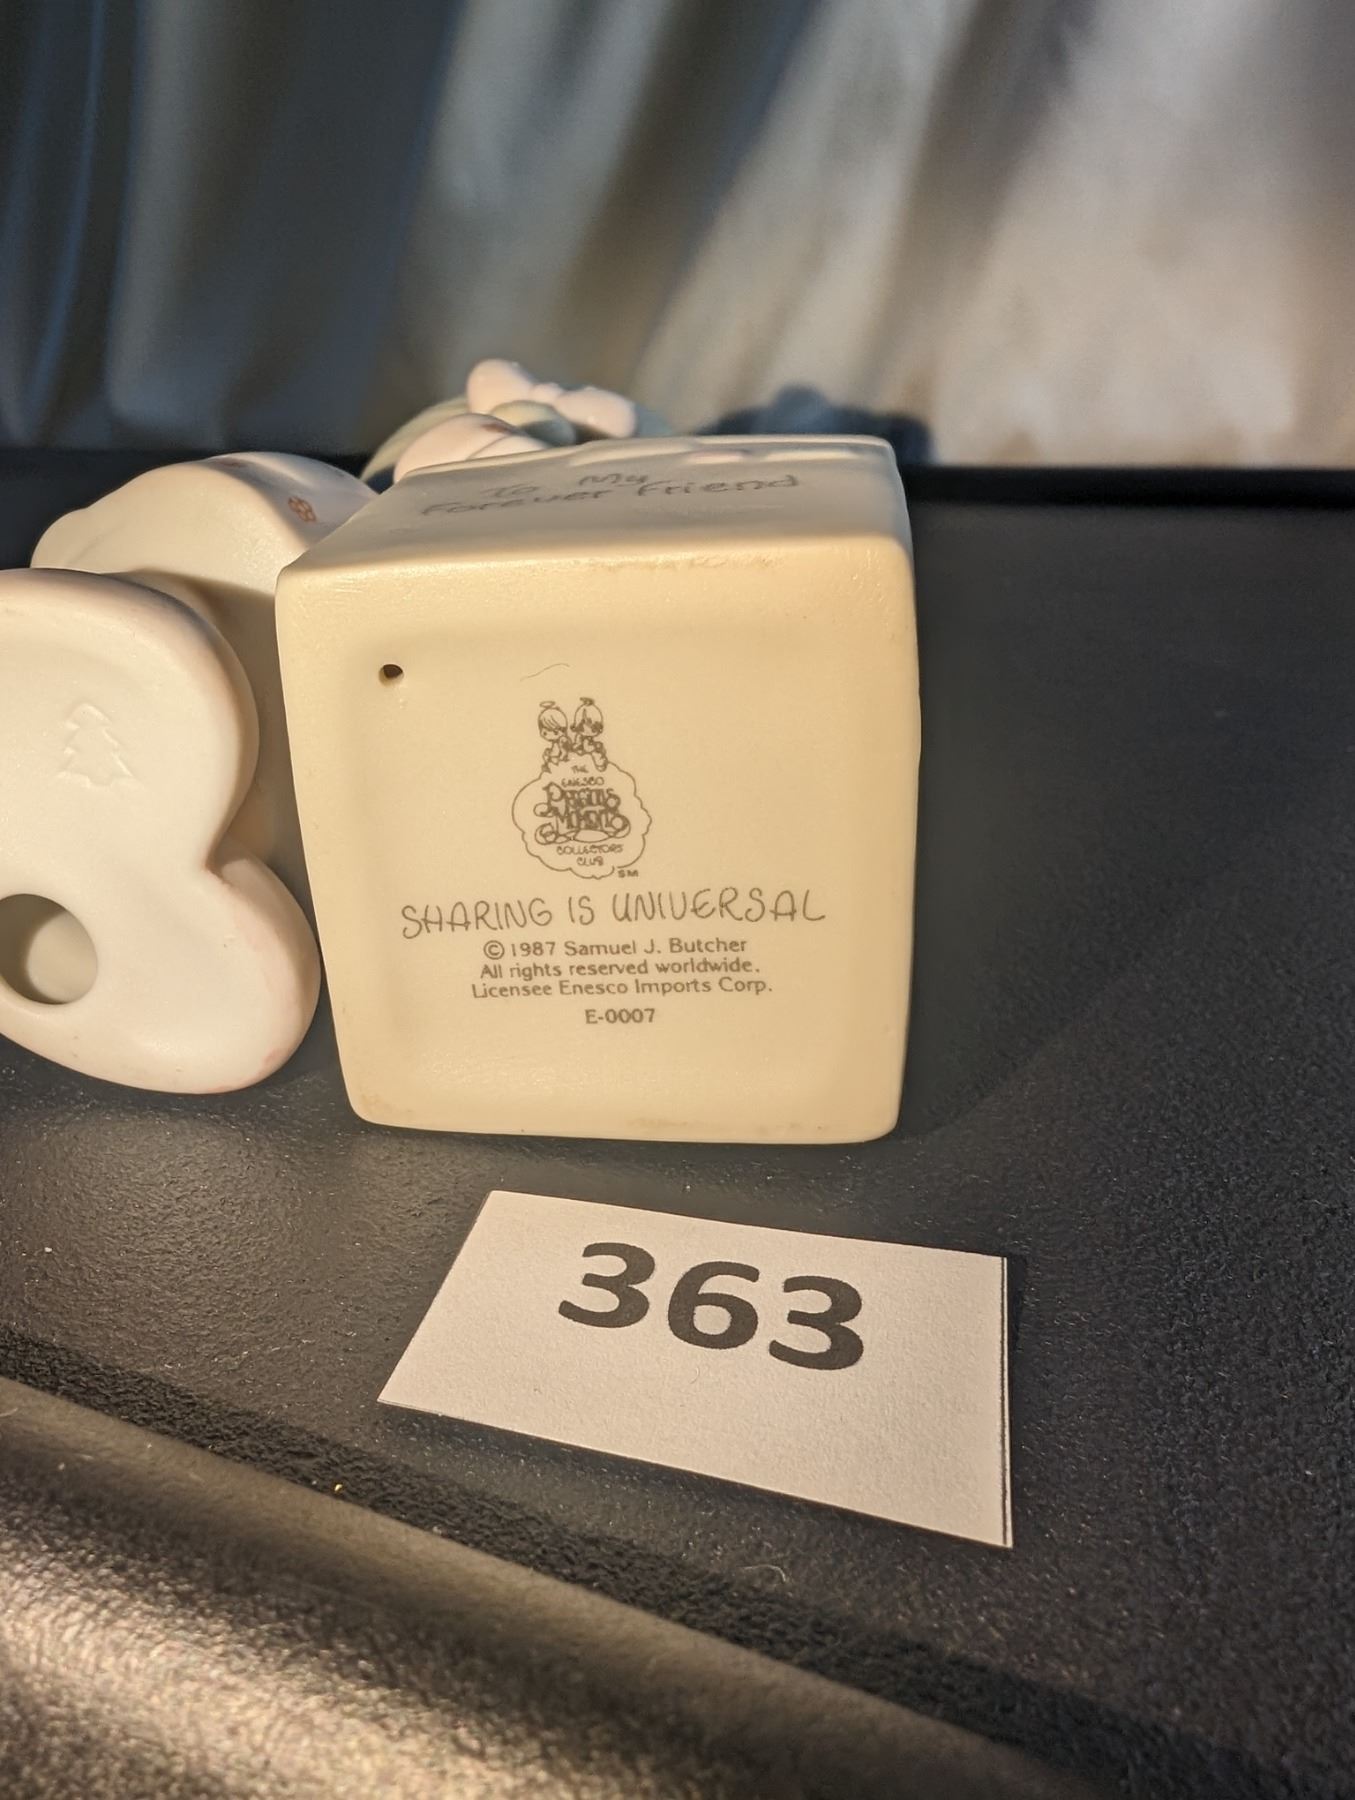 To My
Forever Friend
THE
ENESCO
Precious
Moments
COLLECTORS'
CLUB
SM
SHARING IS UNIVERSAL
© 1987 Samuel J. Butcher
All rights reserved worldwide.
Licensee Enesco Imports Corp.
E-0007
363